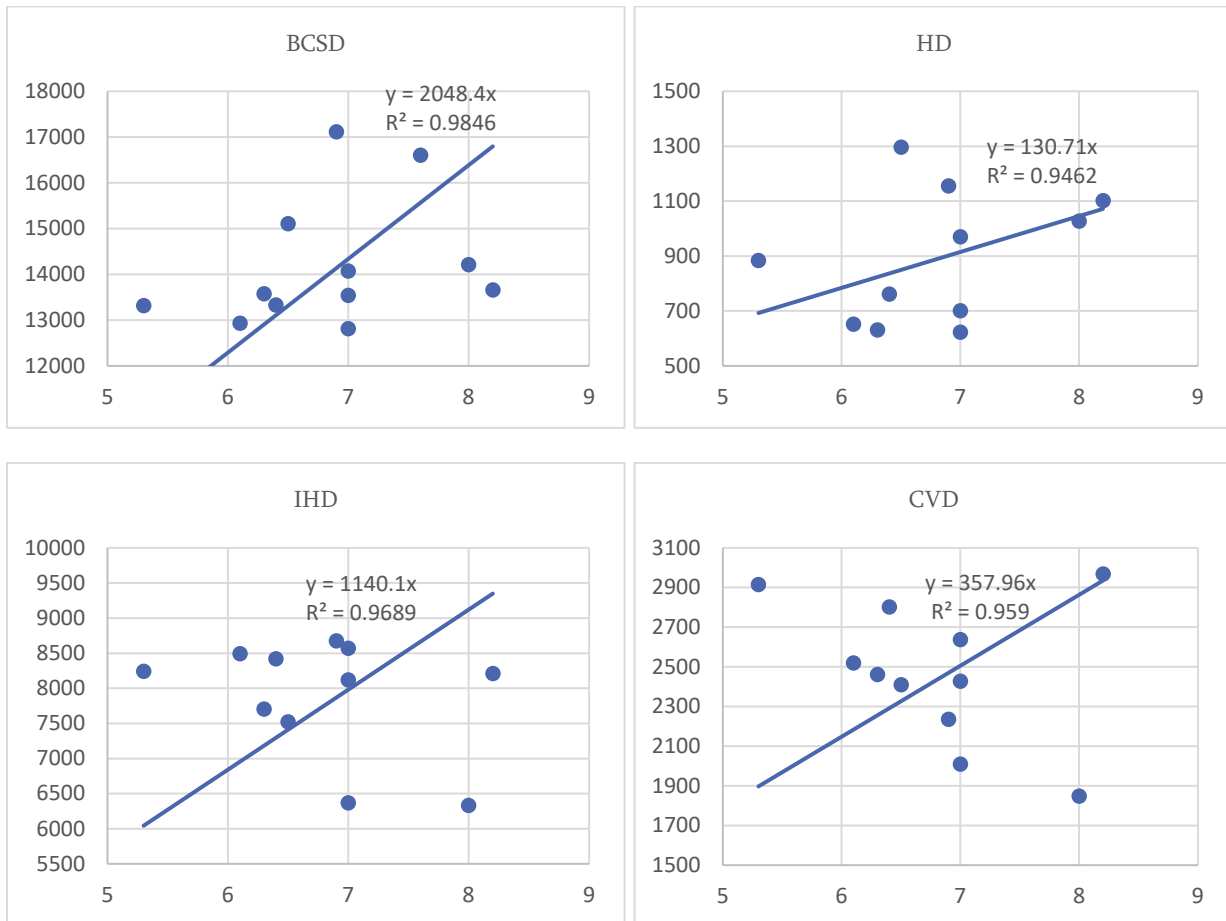 BCSD
18000
17000
16000
15000
14000
13000
12000
y = 2048.4x
R² = 0.9846
5 6 7 8 9
HD
1500
1300
1100
900
700
500
y = 130.71x
R² = 0.9462
5 6 7 8 9
IHD
10000
9500
9000
8500
8000
7500
7000
6500
6000
5500
y = 1140.1x
R² = 0.9689
5 6 7 8 9
CVD
3100
2900
2700
2500
2300
2100
1900
1700
1500
y = 357.96x
R² = 0.959
5 6 7 8 9